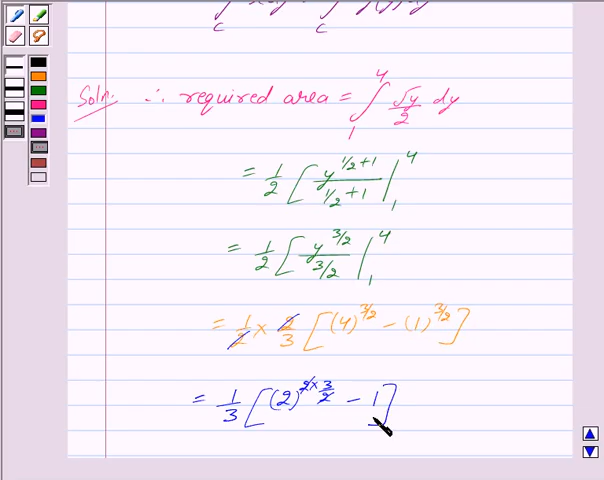 Soln. ∴ required area = ∫₁⁴ √y/2 dy
= 1/2 [ y^(1/2+1) / (1/2+1) |₁⁴
= 1/2 [ y^(3/2) / (3/2) |₁⁴
= 1/2 × 2/3 [ (4)^(3/2) - (1)^(3/2) ]
= 1/3 [ (2)^(2×3/2) - 1 ]